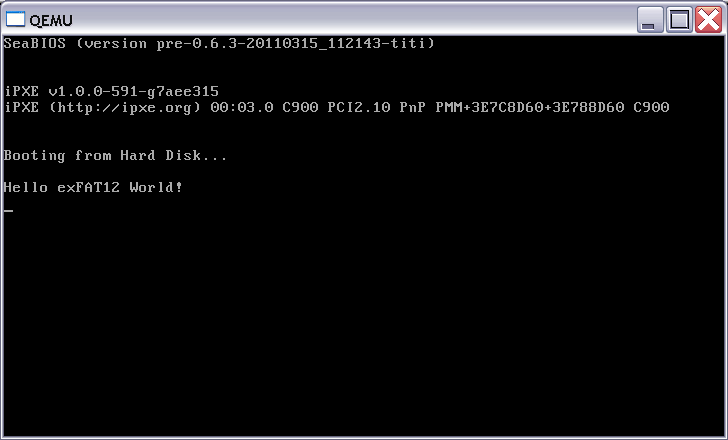 QEMU
SeaBIOS (version pre-0.6.3-20110315_112143-titi)
iPXE v1.0.0-591-g7aee315
iPXE (http://ipxe.org) 00:03.0 C900 PCI2.10 PnP PMM+3E7C8D60+3E788D60 C900
Booting from Hard Disk...
Hello exFAT12 World!
_